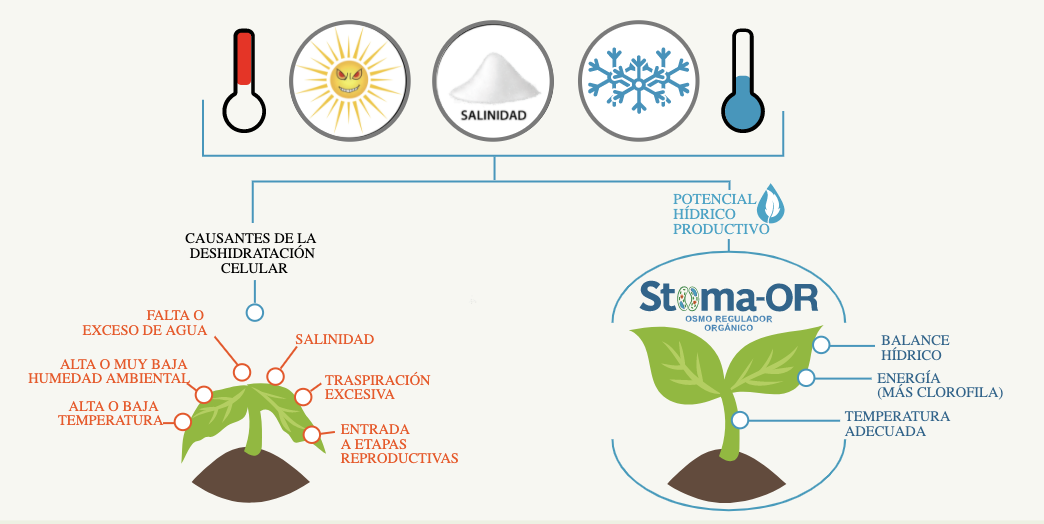 SALINIDAD
POTENCIAL
HÍDRICO
PRODUCTIVO
CAUSANTES DE LA
DESHIDRATACIÓN
CELULAR
FALTA O
EXCESO DE AGUA
SALINIDAD
ALTA O MUY BAJA
HUMEDAD AMBIENTAL
TRASPIRACIÓN
EXCESIVA
ALTA O BAJA
TEMPERATURA
ENTRADA
A ETAPAS
REPRODUCTIVAS
Stoma-OR
OSMO REGULADOR
ORGÁNICO
BALANCE
HÍDRICO
ENERGÍA
(MÁS CLOROFILA)
TEMPERATURA
ADECUADA